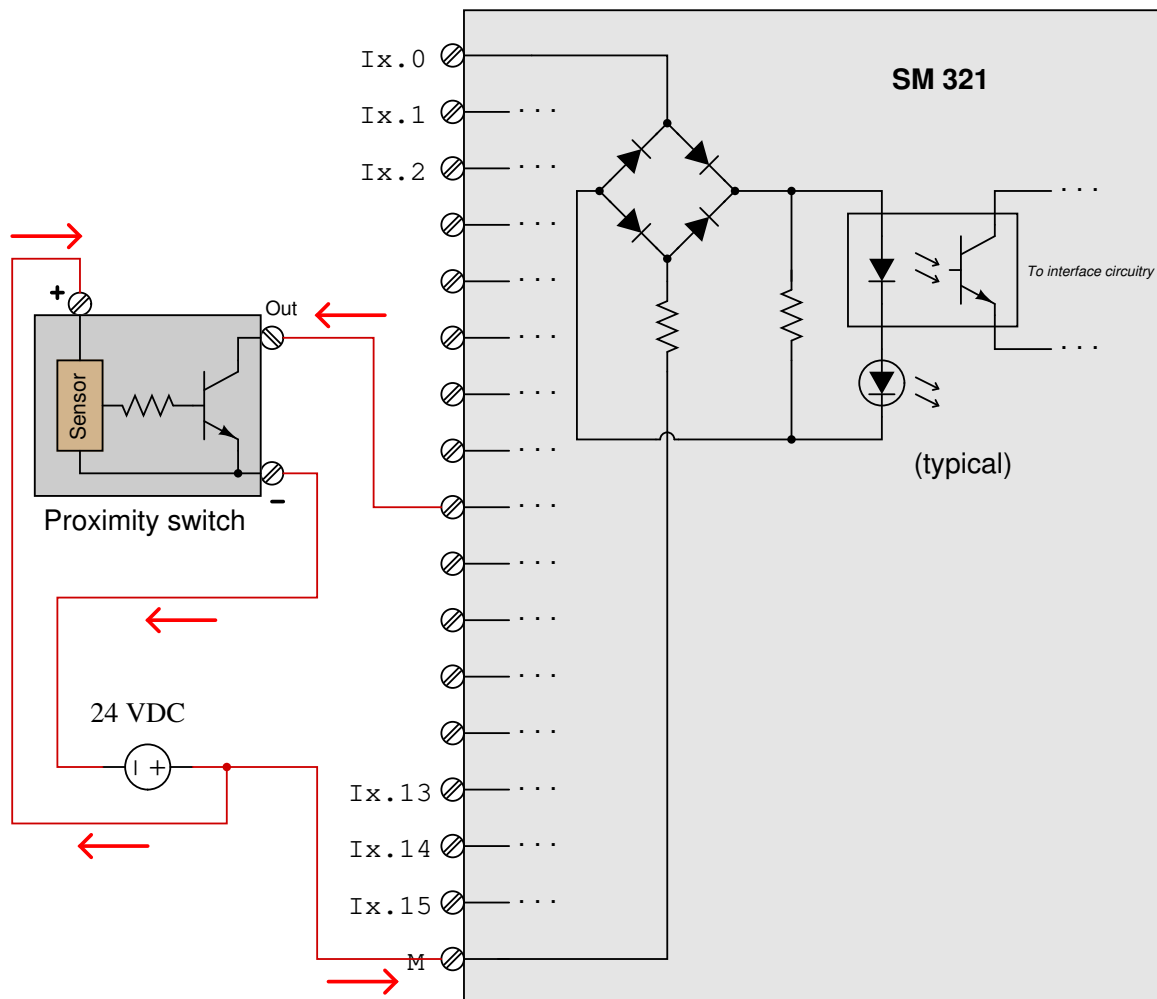 Ix.0
SM 321
Ix.1
. . .
Ix.2
. . .
. . .
. . .
To interface circuitry
+
Out
. . .
. . .
. . .
Sensor
. . .
(typical)
-
Proximity switch
. . .
. . .
. . .
. . .
24 VDC
. . .
- +
Ix.13
. . .
Ix.14
. . .
Ix.15
. . .
M